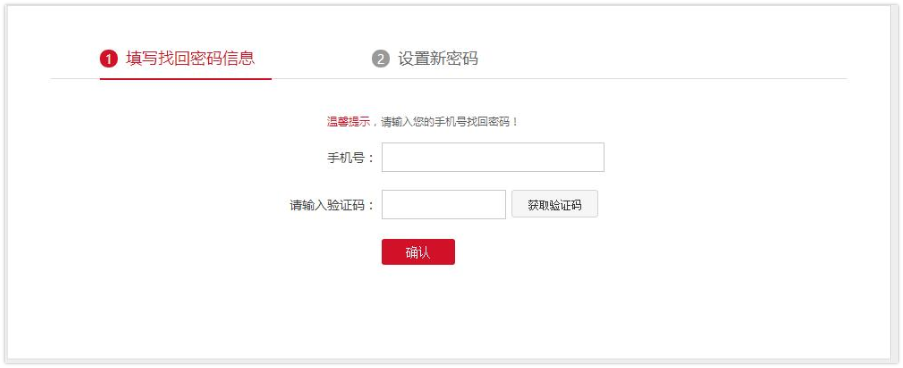 1 填写找回密码信息 2 设置新密码
温馨提示，请输入您的手机号找回密码！
手机号：
请输入验证码： 获取验证码
确认